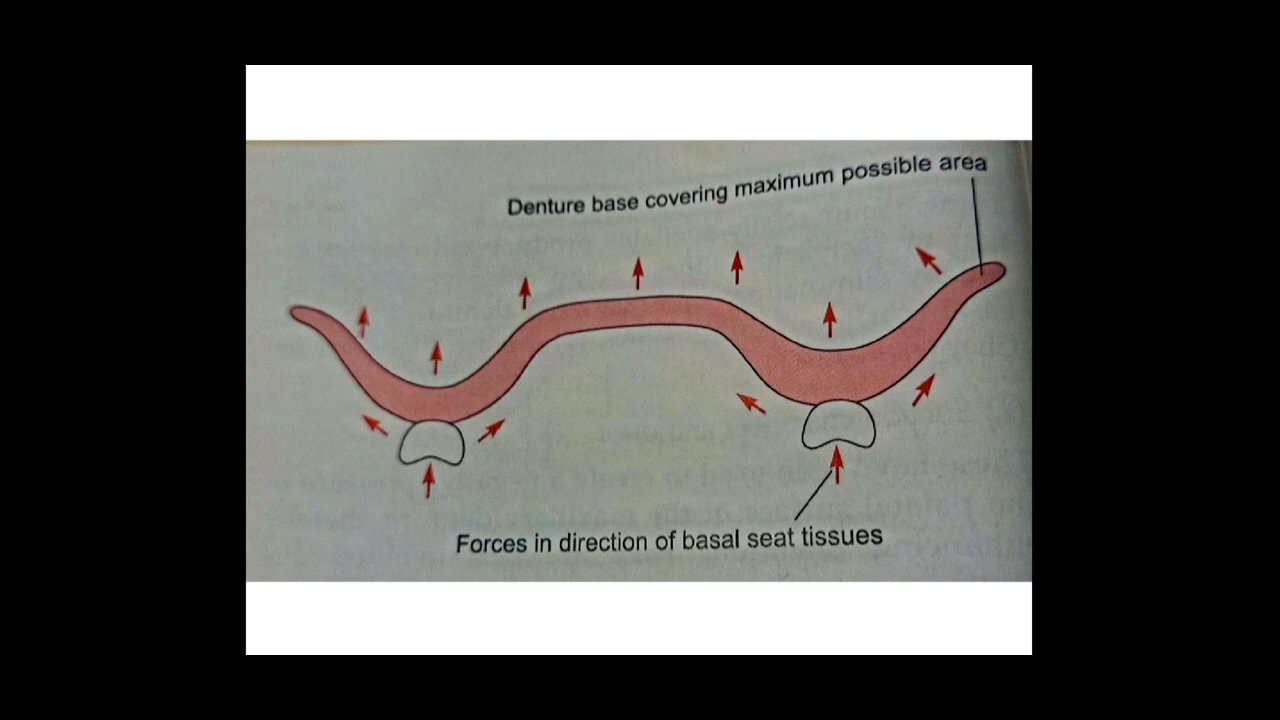 Denture base covering maximum possible area
Forces in direction of basal seat tissues